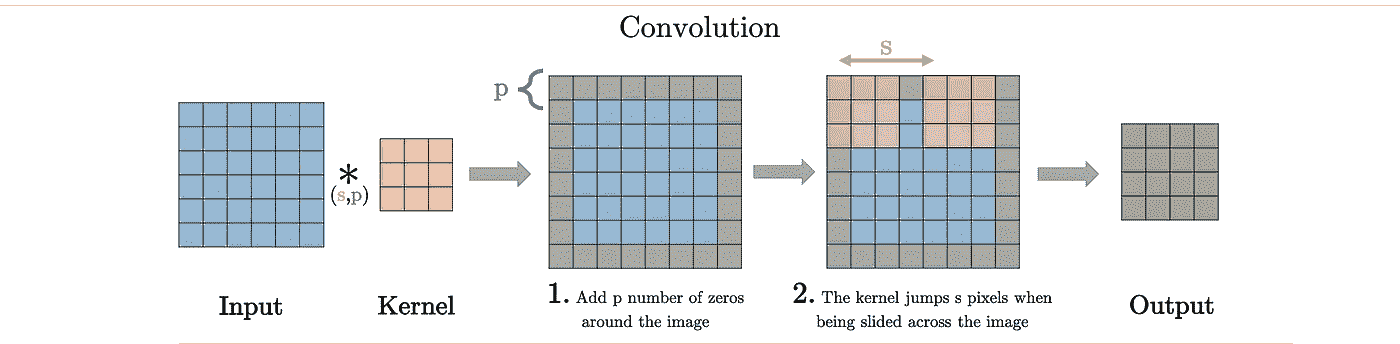 Convolution
s
p {
*
(s,p)
1. Add p number of zeros
around the image
2. The kernel jumps s pixels when
being slided across the image
Input
Kernel
Output